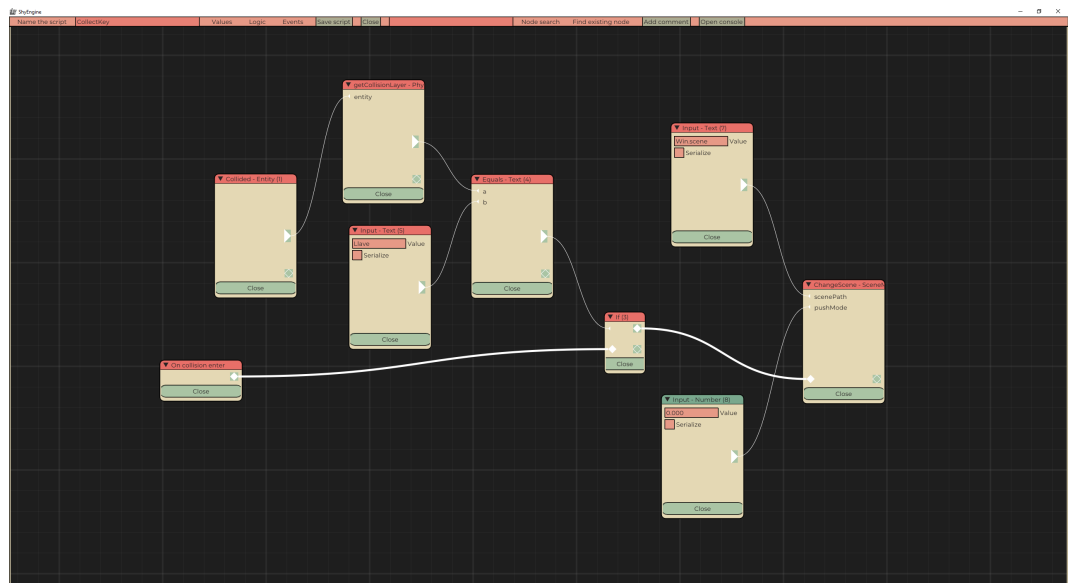 ShyEngine
Name the script CollectKey Values Logic Events Save script Close Node search Find existing node Add comment Open console
getCollisionLayer - Phy
entity
Close
Input - Text (7)
Win.scene Value
Serialize
Close
Collided - Entity (1)
Close
Equals - Text (4)
a
b
Close
Input - Text (5)
Llave Value
Serialize
Close
ChangeScene - Scene
scenePath
pushMode
Close
If (3)
Close
On collision enter
Close
Input - Number (8)
0.000 Value
Serialize
Close